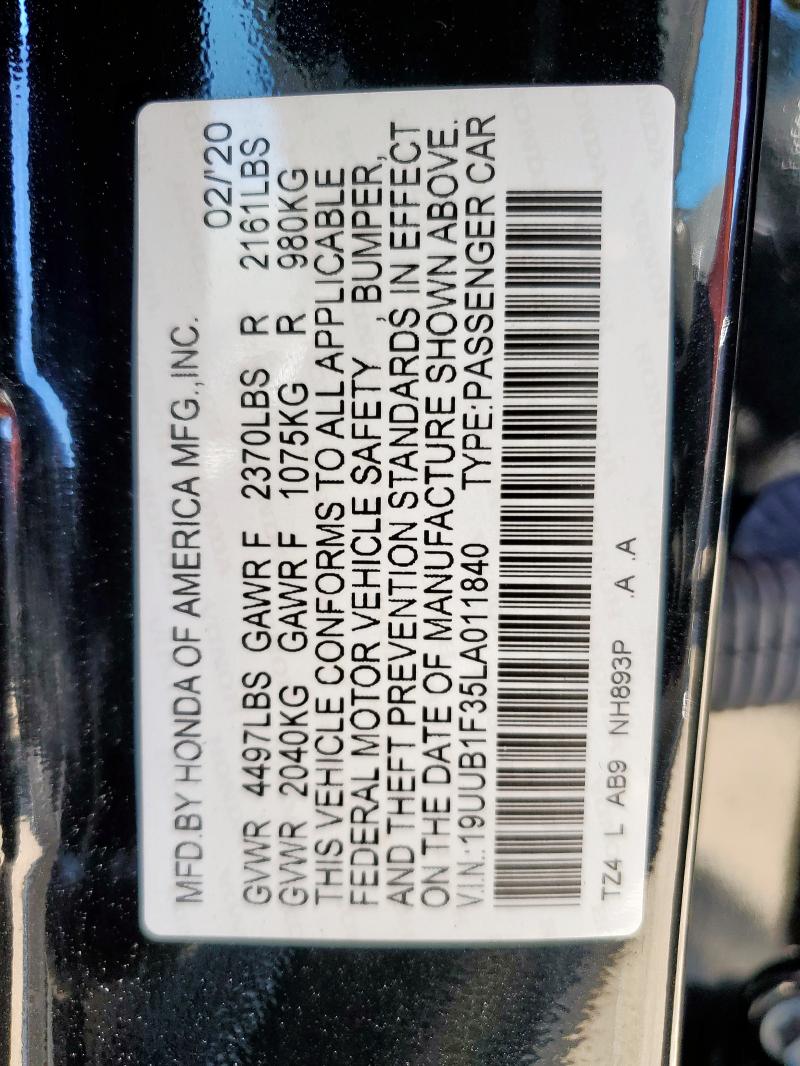 MFD.BY HONDA OF AMERICA MFG.,INC.
02/'20
GVWR 4497LBS GAWR F 2370LBS R 2161LBS
GVWR 2040KG GAWR F 1075KG R 980KG
THIS VEHICLE CONFORMS TO ALL APPLICABLE
FEDERAL MOTOR VEHICLE SAFETY , BUMPER,
AND THEFT PREVENTION STANDARDS IN EFFECT
ON THE DATE OF MANUFACTURE SHOWN ABOVE.
V.I.N.:19UUB1F35LA011840 TYPE:PASSENGER CAR
TZ4 L AB9 NH893P .A .A